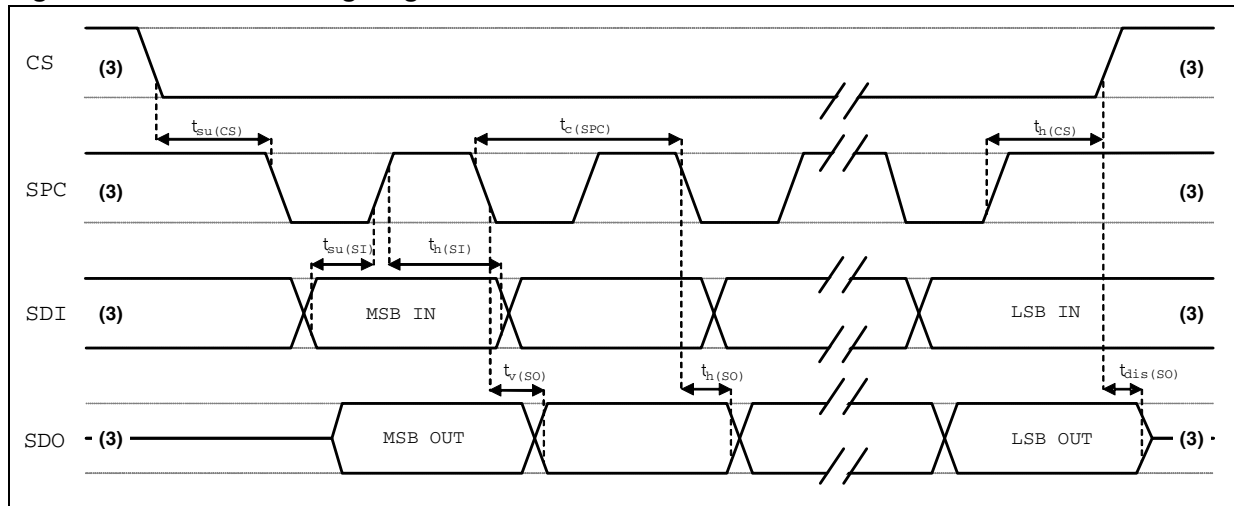 CS (3) (3)
tsu(CS) tc(SPC) th(CS)
SPC (3) (3)
tsu(SI) th(SI)
SDI (3) MSB IN LSB IN (3)
tv(SO) th(SO) tdis(SO)
SDO (3) MSB OUT LSB OUT (3)